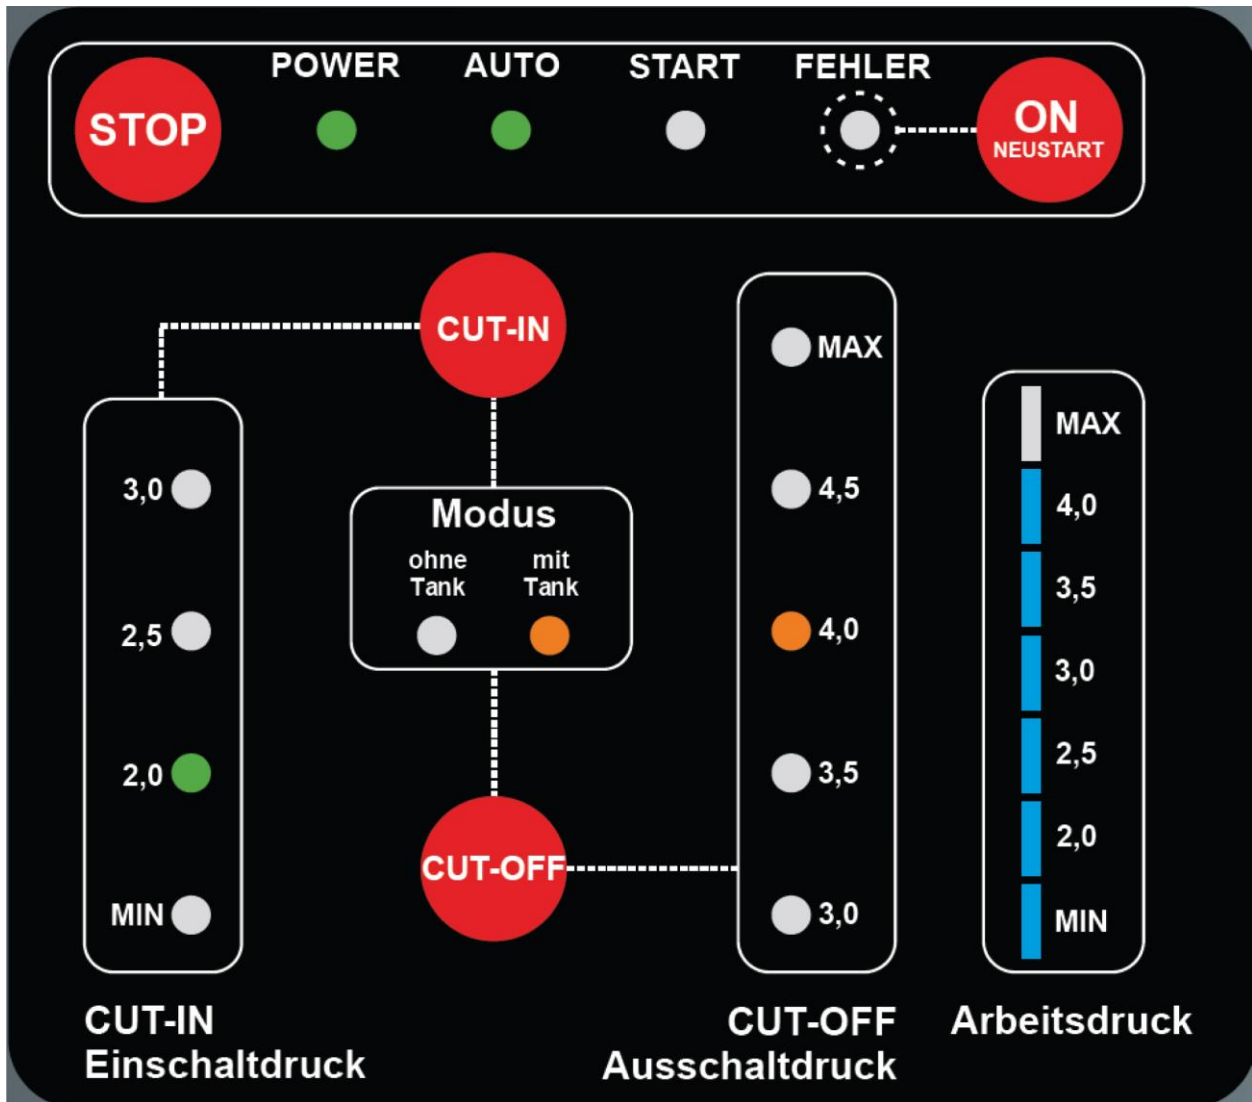 POWER AUTO START FEHLER
STOP
ON
NEUSTART
CUT-IN
3,0
2,5
2,0
MIN
CUT-IN
Einschaltdruck
Modus
ohne
Tank
mit
Tank
CUT-OFF
MAX
4,5
4,0
3,5
3,0
CUT-OFF
Ausschaltdruck
MAX
4,0
3,5
3,0
2,5
2,0
MIN
Arbeitsdruck